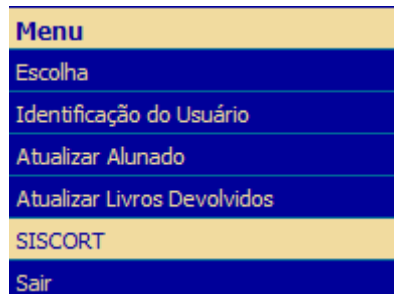 Menu
Escolha
Identificação do Usuário
Atualizar Alunado
Atualizar Livros Devolvidos
SISCORT
Sair